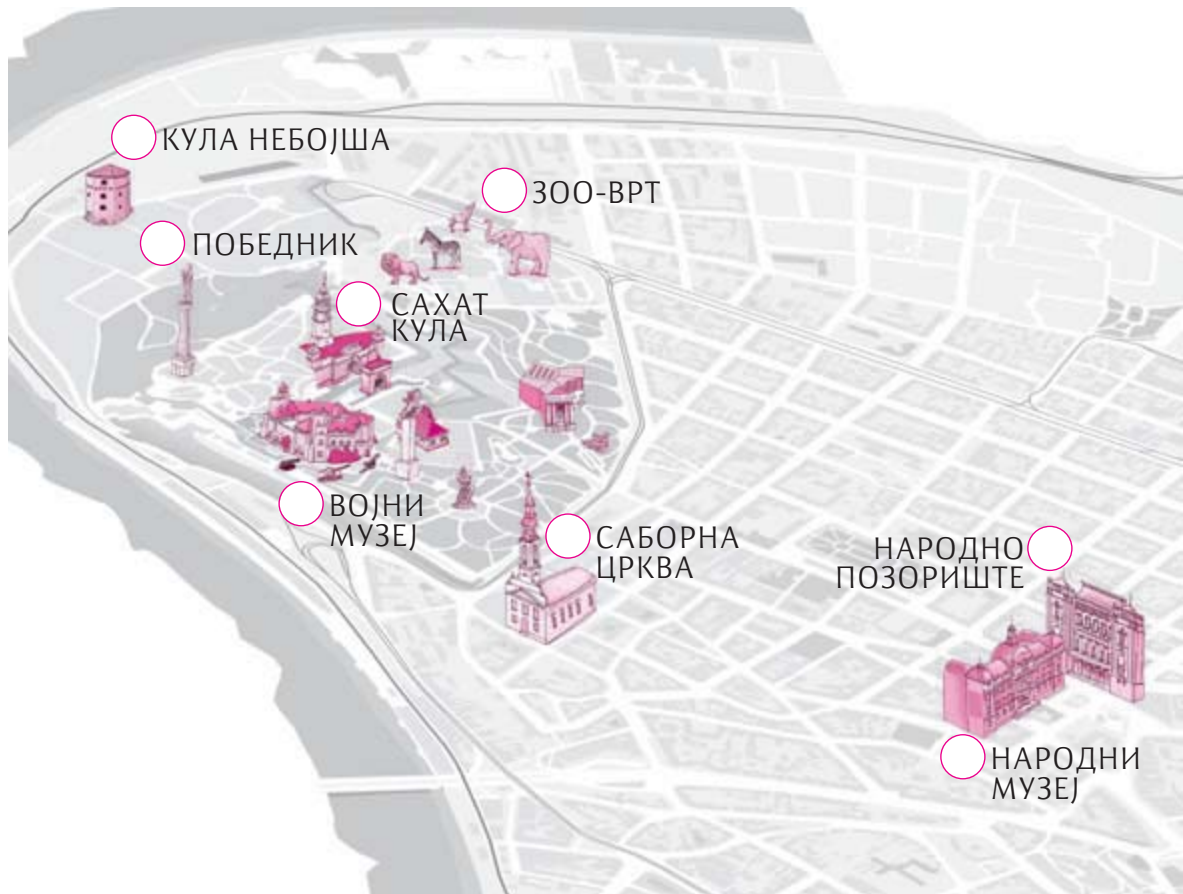 КУЛА НЕБОЈША
ЗОО-ВРТ
ПОБЕДНИК
САХАТ
КУЛА
ВОЈНИ
МУЗЕЈ
САБОРНА
ЦРКВА
НАРОДНО
ПОЗОРИШТЕ
НАРОДНИ
МУЗЕЈ